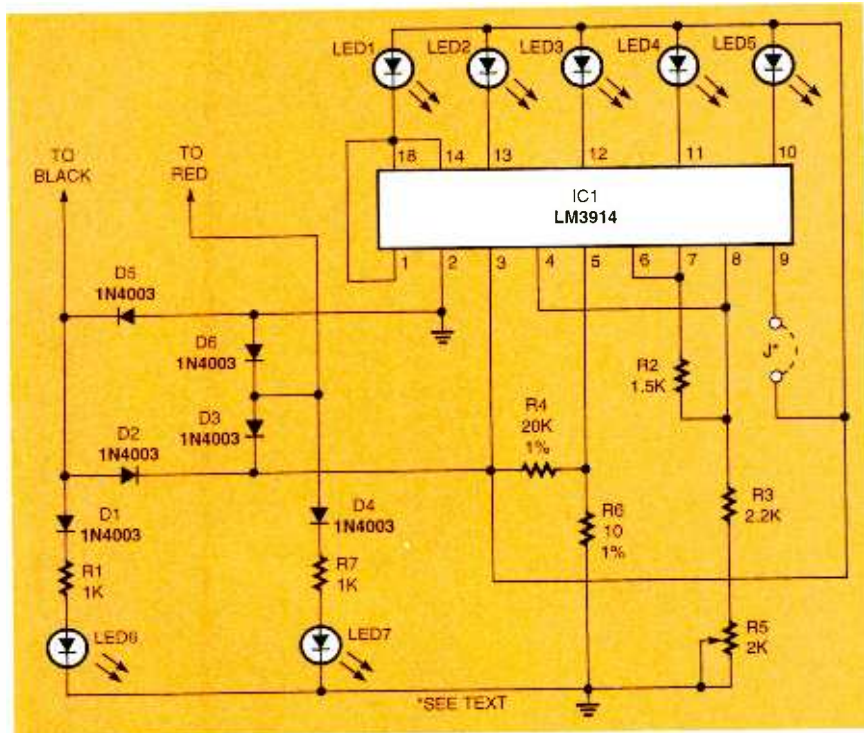 LED1
LED2
LED3
LED4
LED5
TO
BLACK
TO
RED
18
14
13
12
11
10
IC1
LM3914
1
2
3
4
5
6
7
8
9
D5
1N4003
D6
1N4003
J*
R2
1.5K
D3
1N4003
D2
1N4003
R4
20K
1%
D1
1N4003
D4
1N4003
R6
10
1%
R3
2.2K
R1
1K
R7
1K
LED6
LED7
R5
2K
*SEE TEXT